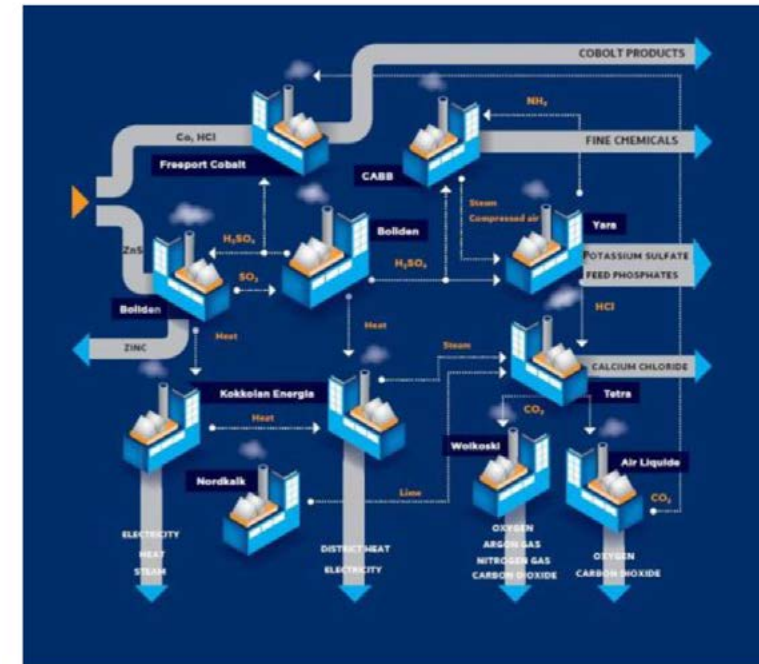 COBOLT PRODUCTS
NH₃
Co, HCl
FINE CHEMICALS
Freeport Cobalt
CABB
Steam
Compressed air
Yara
Boliden
ZnS
H₂SO₄
H₂SO₄
POTASSIUM SULFATE
FEED PHOSPHATES
SO₂
Boliden
HCl
Heat
Heat
Steam
ZINC
CALCIUM CHLORIDE
Kokkolan Energia
Tetra
CO₂
Heat
Woikoski
Air Liquide
Nordkalk
Lime
CO₂
ELECTRICITY
HEAT
STEAM
DISTRICT HEAT
ELECTRICITY
OXYGEN
ARGON GAS
NITROGEN GAS
CARBON DIOXIDE
OXYGEN
CARBON DIOXIDE